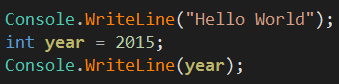 Console.WriteLine("Hello World");
int year = 2015;
Console.WriteLine(year);